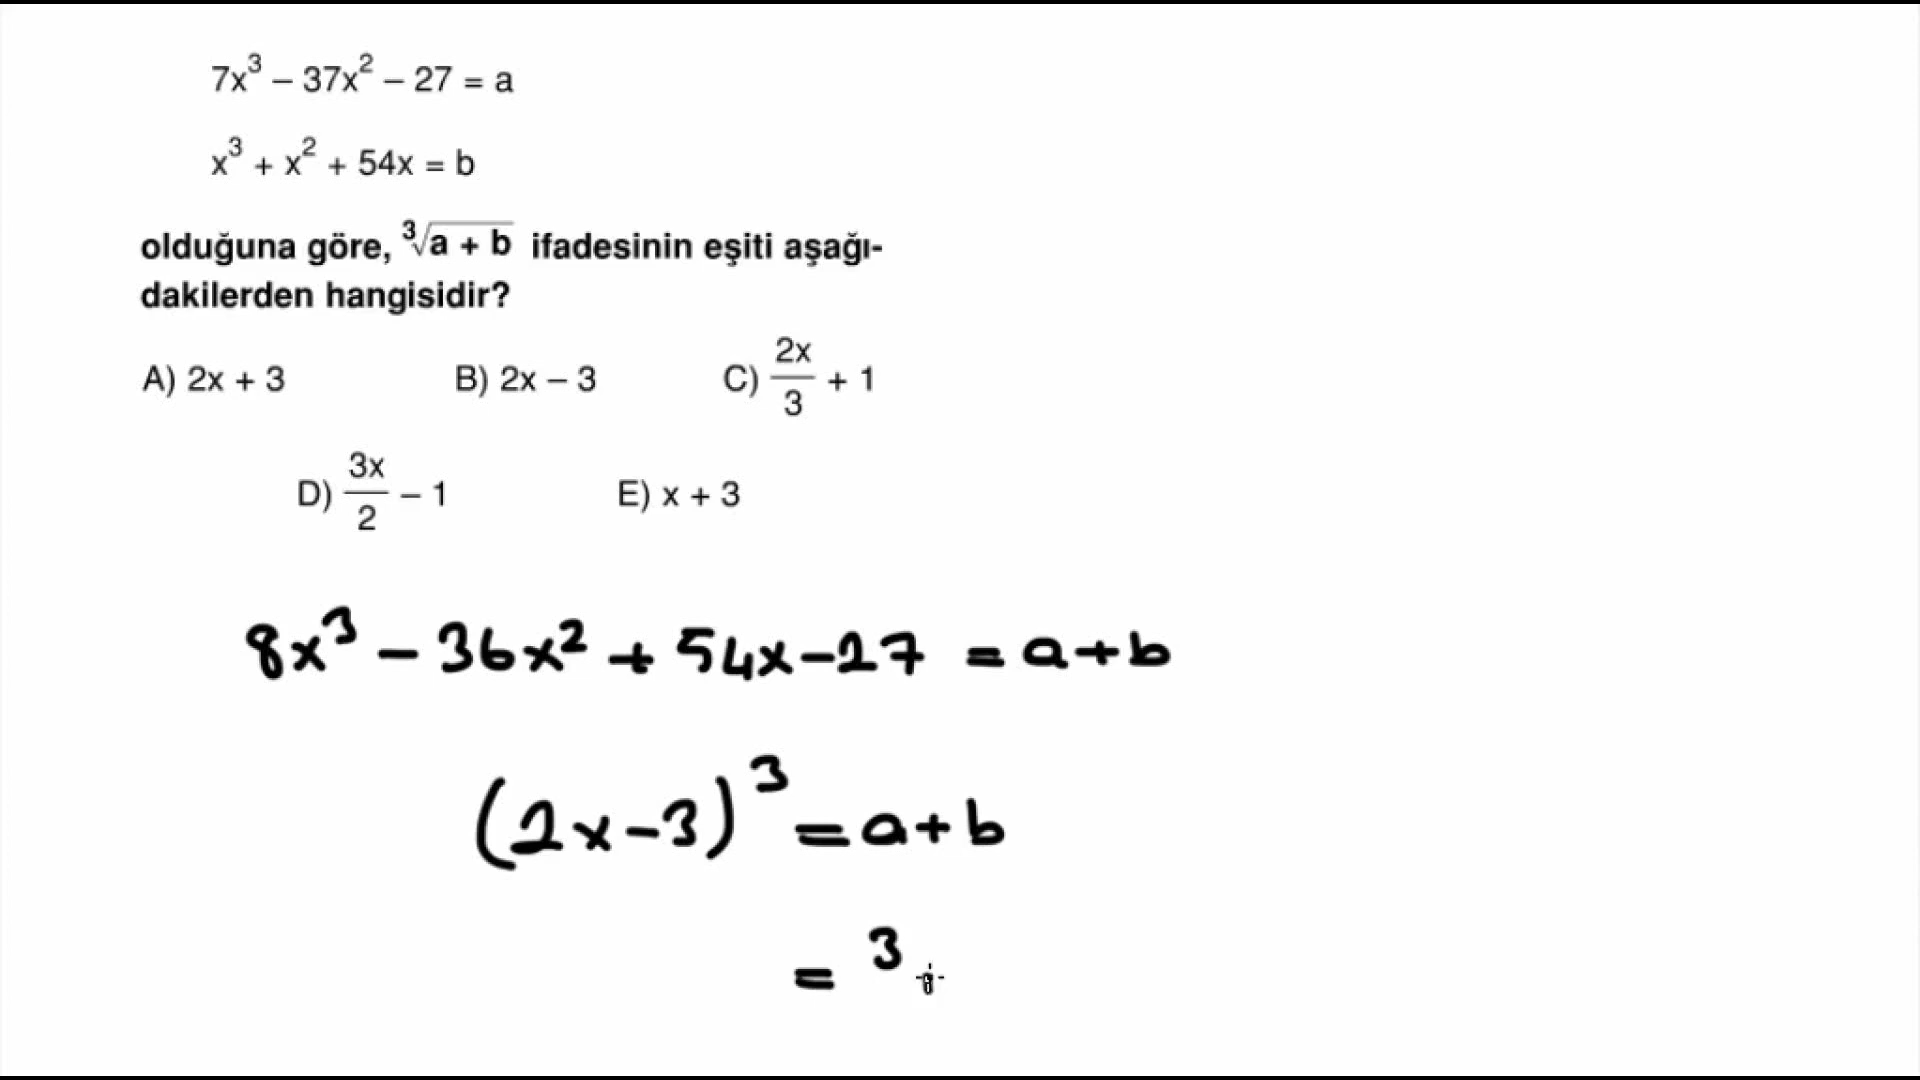 7x³ – 37x² – 27 = a
x³ + x² + 54x = b
olduğuna göre, ³√a + b ifadesinin eşiti aşağı-
dakilerden hangisidir?
A) 2x + 3 B) 2x – 3 C) 2x/3 + 1
D) 3x/2 – 1 E) x + 3
8x³ – 36x² + 54x – 27 = a + b
(2x – 3)³ = a + b
= 3